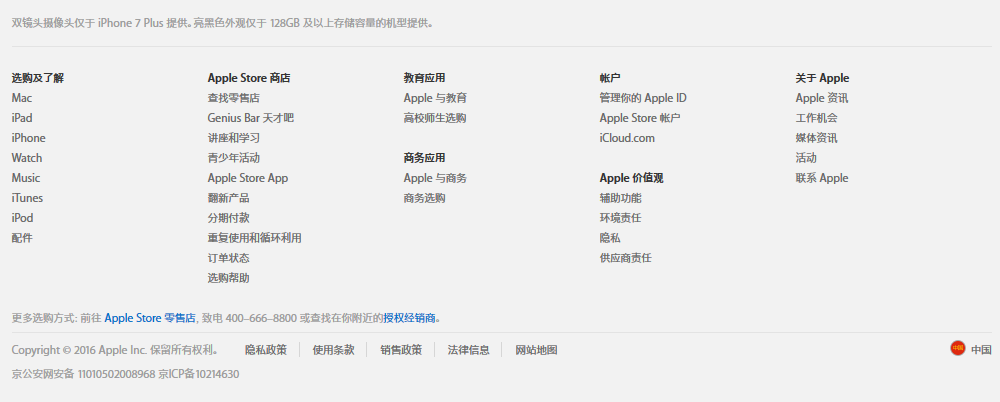 双镜头摄像头仅于 iPhone 7 Plus 提供。亮黑色外观仅于 128GB 及以上存储容量的机型提供。
选购及了解
Mac
iPad
iPhone
Watch
Music
iTunes
iPod
配件
Apple Store 商店
查找零售店
Genius Bar 天才吧
讲座和学习
青少年活动
Apple Store App
翻新产品
分期付款
重复使用和循环利用
订单状态
选购帮助
教育应用
Apple 与教育
高校师生选购
商务应用
Apple 与商务
商务选购
帐户
管理你的 Apple ID
Apple Store 帐户
iCloud.com
Apple 价值观
辅助功能
环境责任
隐私
供应商责任
关于 Apple
Apple 资讯
工作机会
媒体资讯
活动
联系 Apple
更多选购方式: 前往 Apple Store 零售店, 致电 400-666-8800 或查找在你附近的授权经销商。
Copyright © 2016 Apple Inc. 保留所有权利。 隐私政策 使用条款 销售政策 法律信息 网站地图 中国 中国
京公安网安备 11010502008968 京ICP备10214630